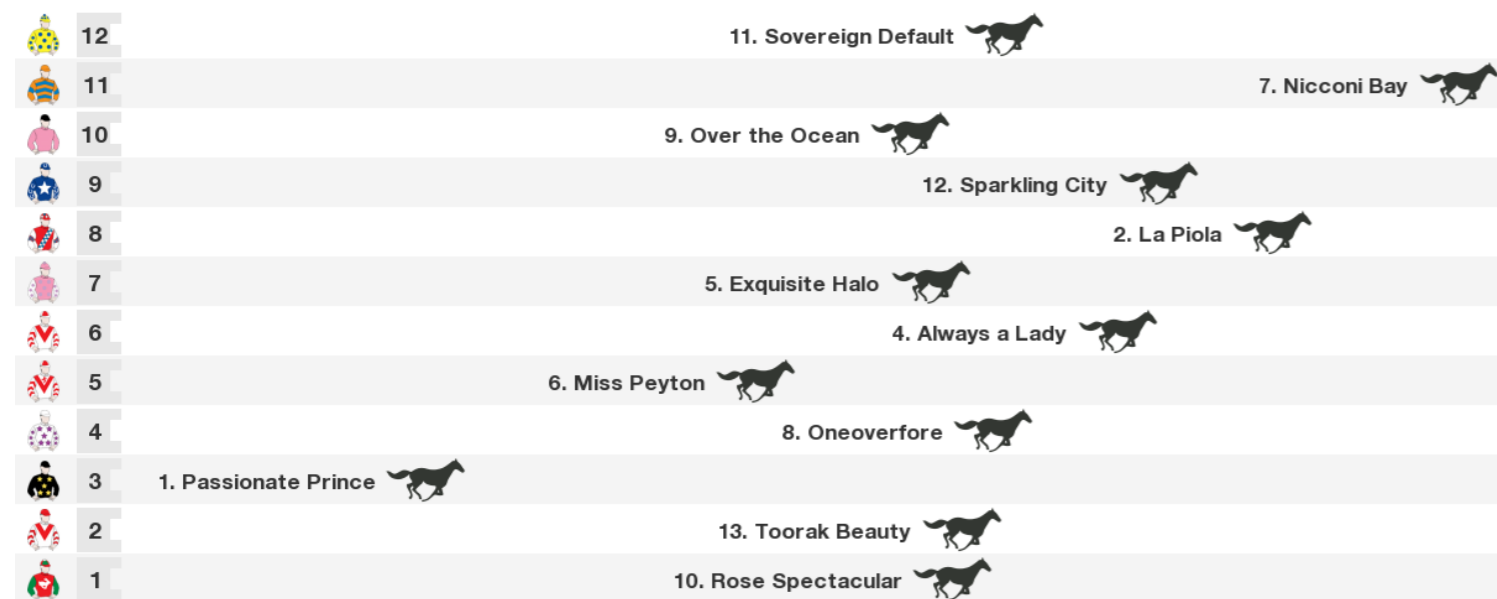 12 11. Sovereign Default
11 7. Nicconi Bay
10 9. Over the Ocean
9 12. Sparkling City
8 2. La Piola
7 5. Exquisite Halo
6 4. Always a Lady
5 6. Miss Peyton
4 8. Oneoverfore
3 1. Passionate Prince
2 13. Toorak Beauty
1 10. Rose Spectacular